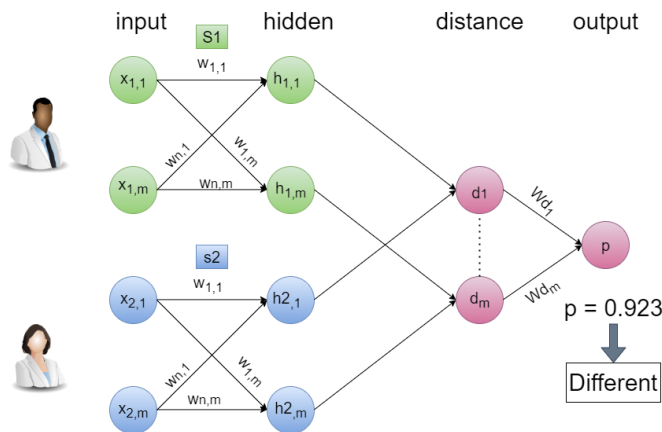 input hidden distance output
S1
w1,1
x1,1 h1,1
wn,1 w1,m
x1,m wn,m h1,m
d1 Wd1
p
s2
w1,1
x2,1 h2,1
dm Wdm
p = 0.923
wn,1 w1,m
Different
x2,m wn,m h2,m